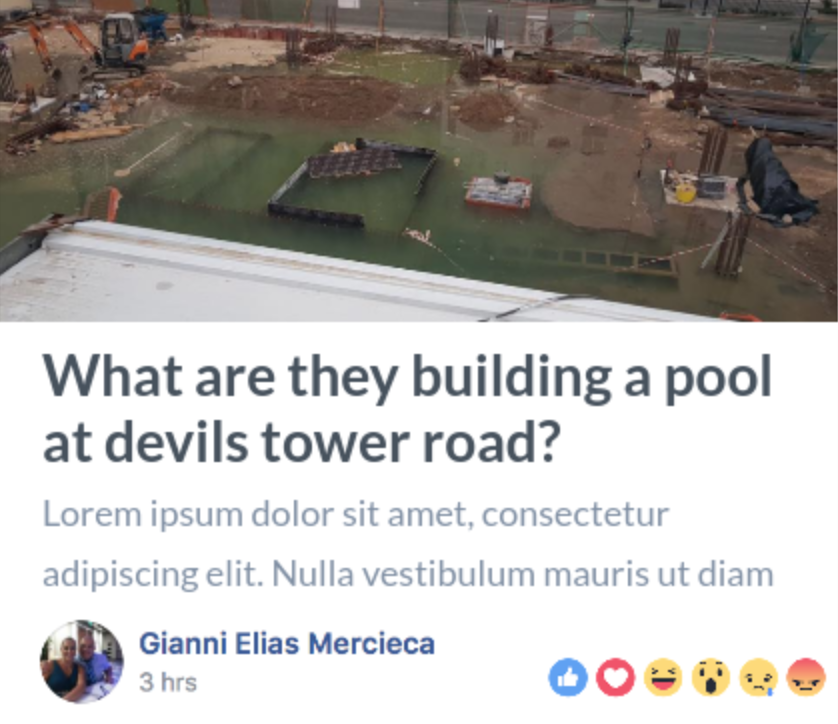 What are they building a pool
at devils tower road?
Lorem ipsum dolor sit amet, consectetur
adipiscing elit. Nulla vestibulum mauris ut diam
Gianni Elias Mercieca
3 hrs